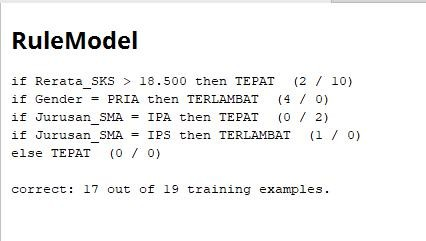 RuleModel
if Rerata_SKS > 18.500 then TEPAT (2 / 10)
if Gender = PRIA then TERLAMBAT (4 / 0)
if Jurusan_SMA = IPA then TEPAT (0 / 2)
if Jurusan_SMA = IPS then TERLAMBAT (1 / 0)
else TEPAT (0 / 0)
correct: 17 out of 19 training examples.